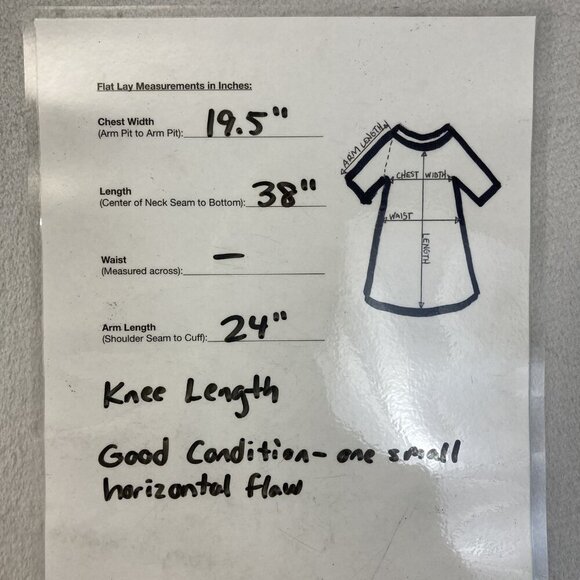 Flat Lay Measurements in Inches:
Chest Width
(Arm Pit to Arm Pit): 19.5"
Length
(Center of Neck Seam to Bottom): 38"
Waist
(Measured across): —
Arm Length
(Shoulder Seam to Cuff): 24"
Knee Length
Good Condition - one small
horizontal flaw
ARM LENGTH
CHEST WIDTH
WAIST
LENGTH